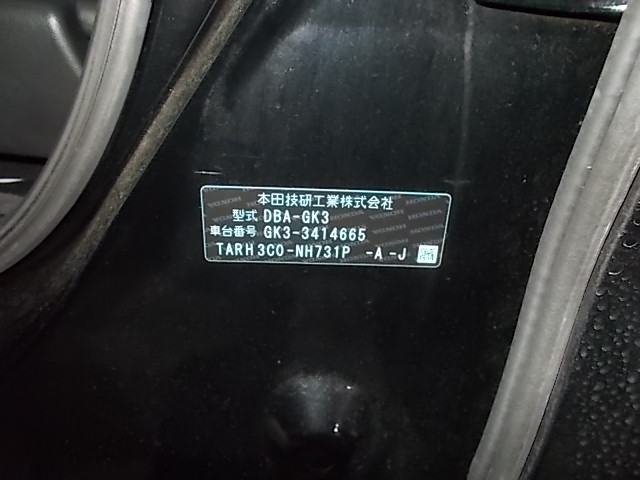 本田技研工業株式会社
型式 DBA-GK3
車台番号 GK3-3414665
TARH3C0-NH731P -A-J